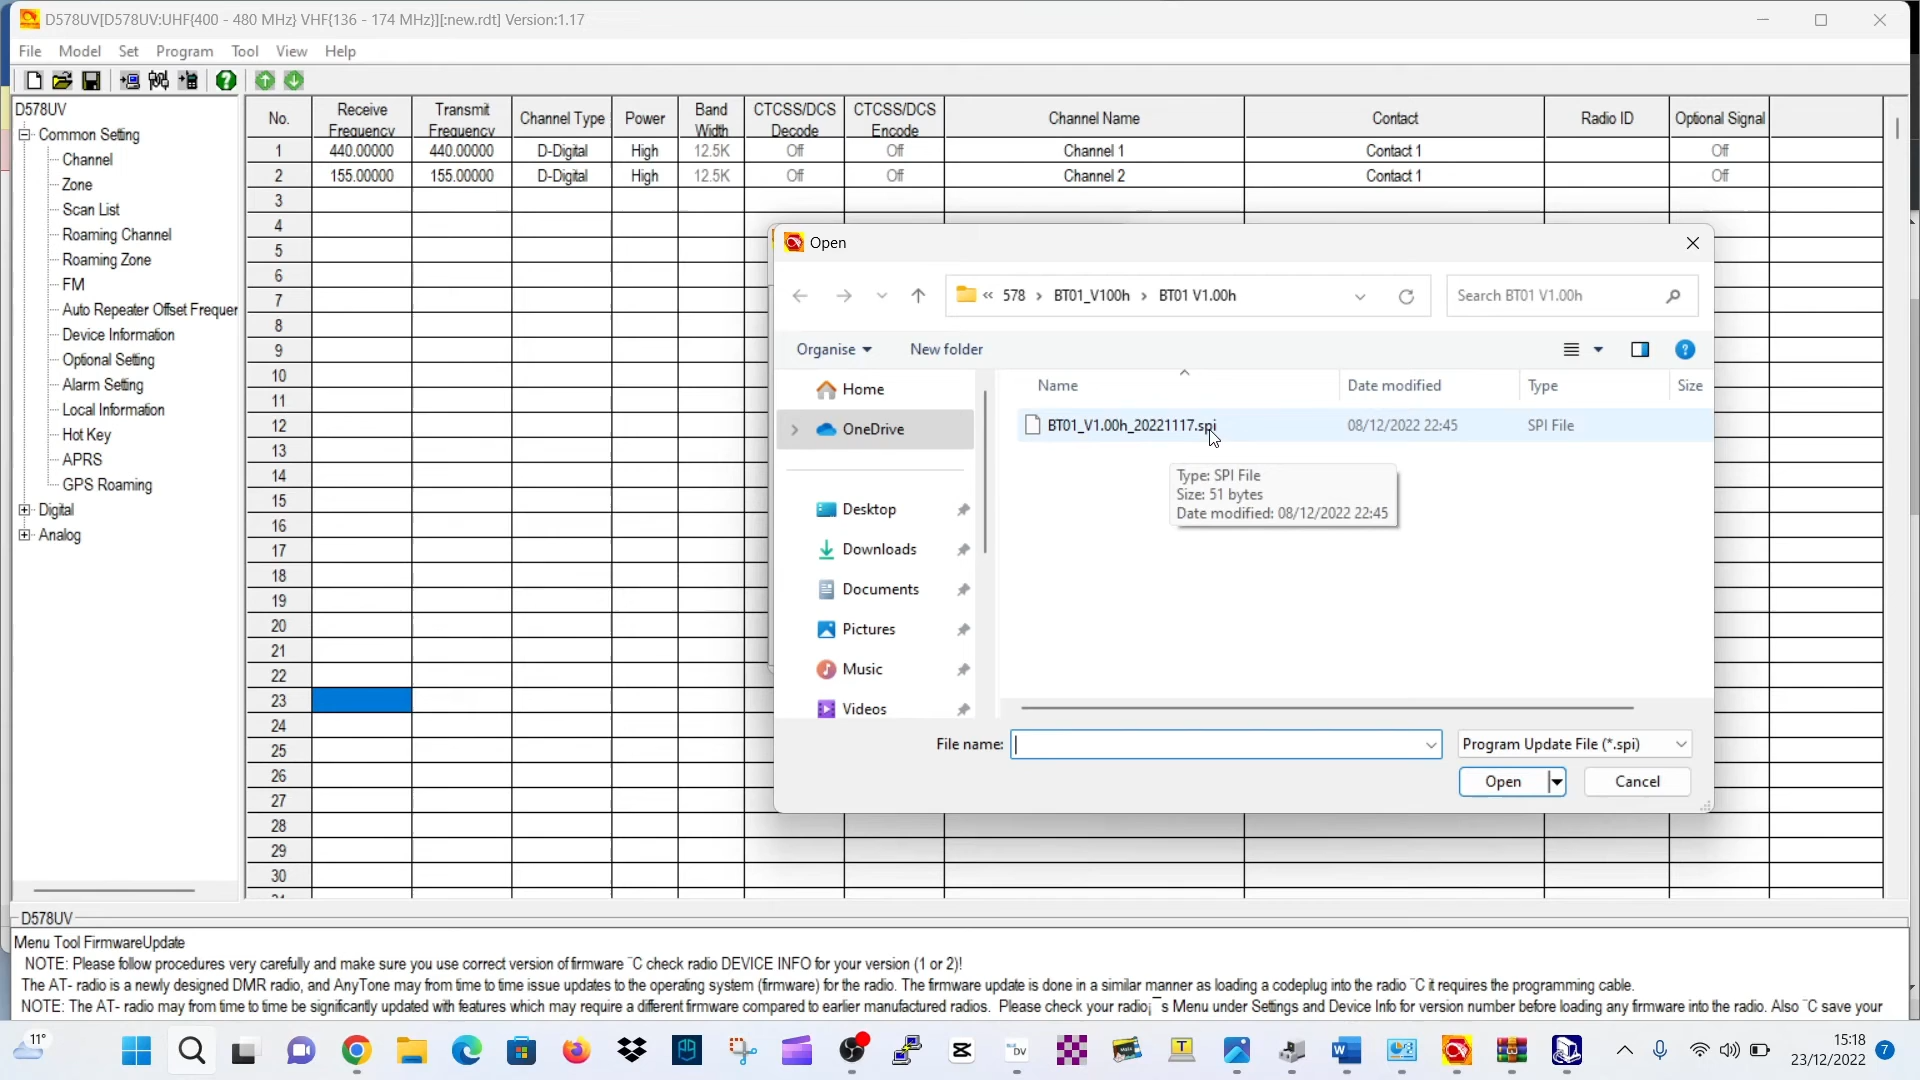 D578UV[D578UV:UHF{400 - 480 MHz} VHF{136 - 174 MHz}][:new.rdt] Version:1.17
File Model Set Program Tool View Help
D578UV
Common Setting
Channel
Zone
Scan List
Roaming Channel
Roaming Zone
FM
Auto Repeater Offset Frequer
Device Information
Optional Setting
Alarm Setting
Local Information
Hot Key
APRS
GPS Roaming
Digital
Analog
No. Receive Frequency Transmit Frequency Channel Type Power Band Width CTCSS/DCS Decode CTCSS/DCS Encode Channel Name Contact Radio ID Optional Signal
1 440.00000 440.00000 D-Digital High 12.5K Off Off Channel 1 Contact 1 Off
2 155.00000 155.00000 D-Digital High 12.5K Off Off Channel 2 Contact 1 Off
3
4
5
6
7
8
9
10
11
12
13
14
15
16
17
18
19
20
21
22
23
24
25
26
27
28
29
30
Open
« 578 › BT01_V100h › BT01 V1.00h
Search BT01 V1.00h
Organise New folder
Home
OneDrive
Desktop
Downloads
Documents
Pictures
Music
Videos
Name Date modified Type Size
BT01_V1.00h_20221117.spi 08/12/2022 22:45 SPI File
Type: SPI File
Size: 51 bytes
Date modified: 08/12/2022 22:45
File name: Program Update File (*.spi)
Open Cancel
D578UV
Menu Tool FirmwareUpdate
NOTE: Please follow procedures very carefully and make sure you use correct version of firmware ¨C check radio DEVICE INFO for your version (1 or 2)!
The AT- radio is a newly designed DMR radio, and AnyTone may from time to time issue updates to the operating system (firmware) for the radio. The firmware update is done in a similar manner as loading a codeplug into the radio ¨C it requires the programming cable.
NOTE: The AT- radio may from time to time be significantly updated with features which may require a different firmware compared to earlier manufactured radios. Please check your radio¡¯s Menu under Settings and Device Info for version number before loading any firmware into the radio. Also ¨C save your
11°
DV
15:18
23/12/2022
7